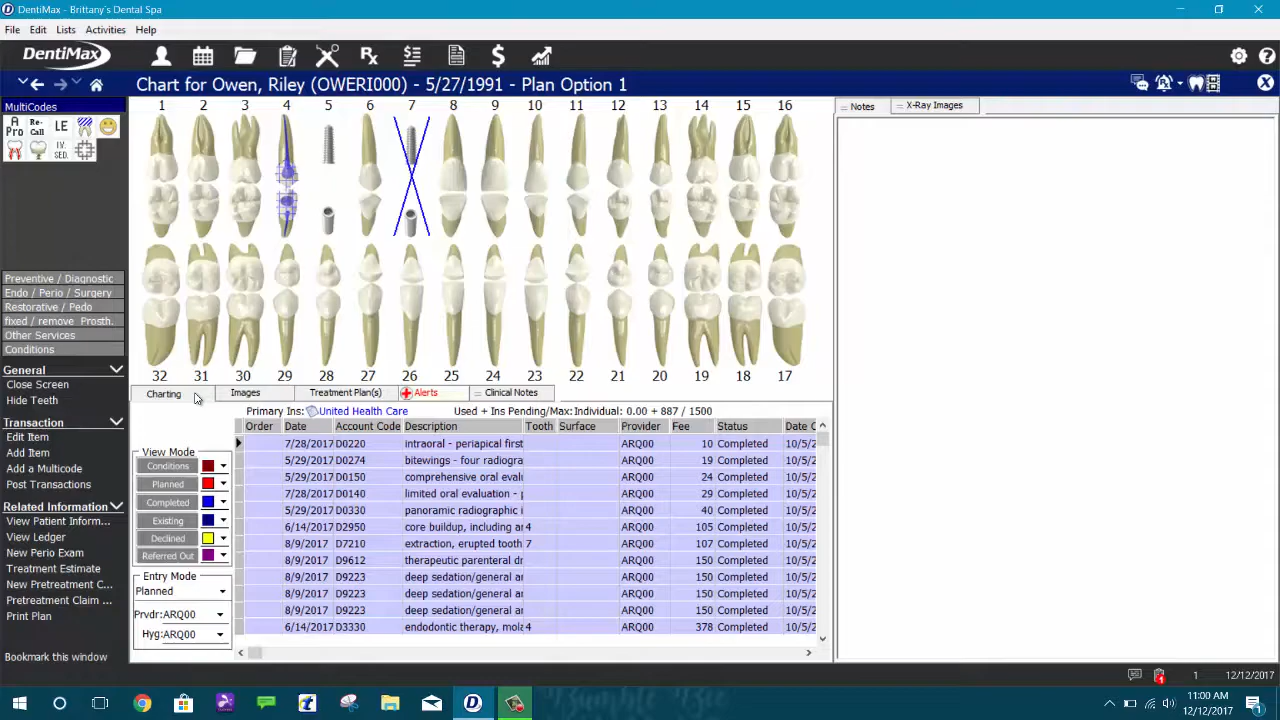 DentiMax - Brittany's Dental Spa
File Edit Lists Activities Help
DentiMax
Chart for Owen, Riley (OWERI000) - 5/27/1991 - Plan Option 1
MultiCodes
A Pro Re-Call LE
IV. SED.
Preventive / Diagnostic
Endo / Perio / Surgery
Restorative / Pedo
fixed / remove Prosth.
Other Services
Conditions
General
Close Screen
Hide Teeth
Transaction
Edit Item
Add Item
Add a Multicode
Post Transactions
Related Information
View Patient Inform...
View Ledger
New Perio Exam
Treatment Estimate
New Pretreatment C...
Pretreatment Claim ...
Print Plan
Bookmark this window
1 2 3 4 5 6 7 8 9 10 11 12 13 14 15 16
32 31 30 29 28 27 26 25 24 23 22 21 20 19 18 17
Notes X-Ray Images
Charting Images Treatment Plan(s) Alerts Clinical Notes
Primary Ins: United Health Care Used + Ins Pending/Max: Individual: 0.00 + 887 / 1500
View Mode
Conditions
Planned
Completed
Existing
Declined
Referred Out
Entry Mode
Planned
Prvdr: ARQ00
Hyg: ARQ00
Order Date Account Code Description Tooth Surface Provider Fee Status Date C
7/28/2017 D0220 intraoral - periapical first ARQ00 10 Completed 10/5/2
5/29/2017 D0274 bitewings - four radiogra ARQ00 19 Completed 10/5/2
5/29/2017 D0150 comprehensive oral evalu ARQ00 24 Completed 10/5/2
7/28/2017 D0140 limited oral evaluation - p ARQ00 29 Completed 10/5/2
5/29/2017 D0330 panoramic radiographic i ARQ00 40 Completed 10/5/2
6/14/2017 D2950 core buildup, including an 4 ARQ00 105 Completed 10/5/2
8/9/2017 D7210 extraction, erupted tooth 7 ARQ00 107 Completed 10/5/2
8/9/2017 D9612 therapeutic parenteral dr ARQ00 150 Completed 10/5/2
8/9/2017 D9223 deep sedation/general an ARQ00 150 Completed 10/5/2
8/9/2017 D9223 deep sedation/general an ARQ00 150 Completed 10/5/2
8/9/2017 D9223 deep sedation/general an ARQ00 150 Completed 10/5/2
6/14/2017 D3330 endodontic therapy, mola 4 ARQ00 378 Completed 10/5/2
1 12/12/2017
11:00 AM
12/12/2017